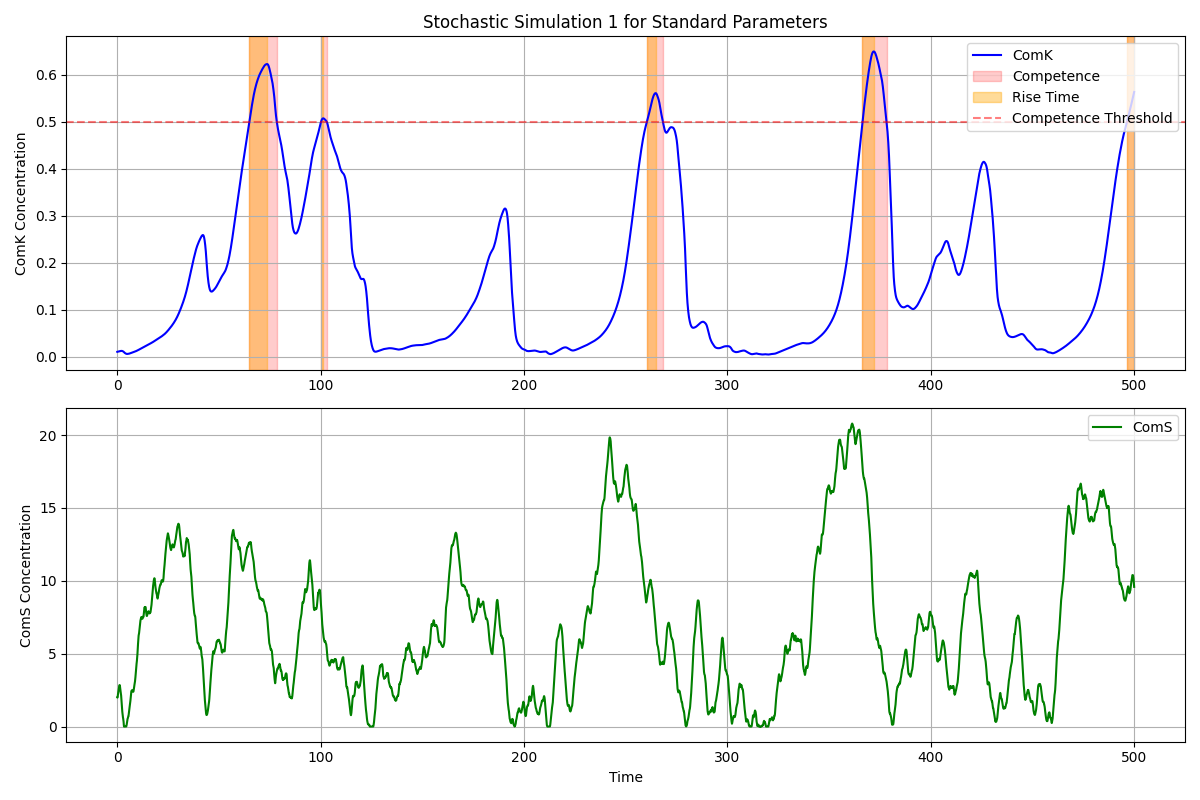 Stochastic Simulation 1 for Standard Parameters
ComK Concentration
0.6
0.5
0.4
0.3
0.2
0.1
0.0
ComK
Competence
Rise Time
Competence Threshold
0 100 200 300 400 500
ComS Concentration
20
15
10
5
0
ComS
0 100 200 300 400 500
Time